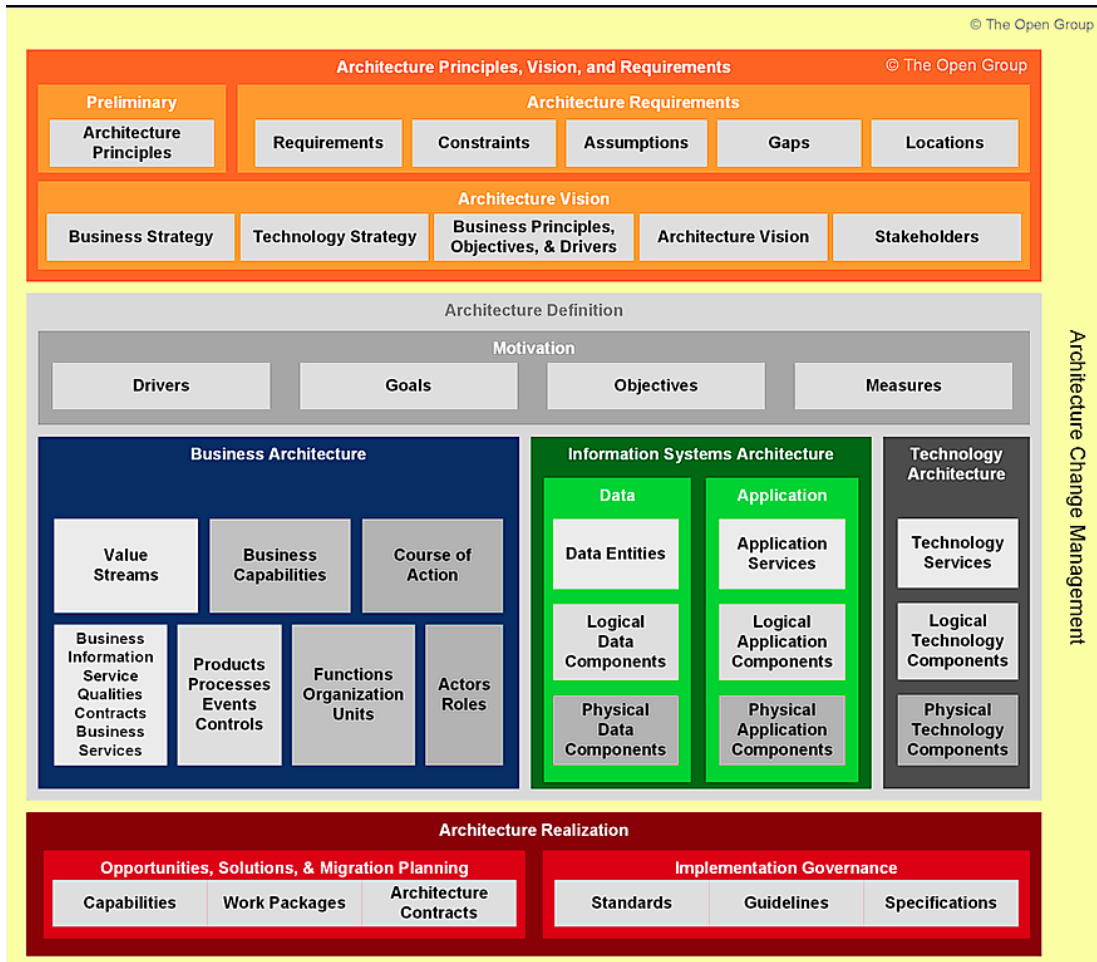 © The Open Group
Architecture Principles, Vision, and Requirements
© The Open Group
Preliminary
Architecture
Principles
Architecture Requirements
Requirements
Constraints
Assumptions
Gaps
Locations
Architecture Vision
Business Strategy
Technology Strategy
Business Principles,
Objectives, & Drivers
Architecture Vision
Stakeholders
Architecture Definition
Motivation
Drivers
Goals
Objectives
Measures
Business Architecture
Value
Streams
Business
Capabilities
Course of
Action
Business
Information
Service
Qualities
Contracts
Business
Services
Products
Processes
Events
Controls
Functions
Organization
Units
Actors
Roles
Information Systems Architecture
Data
Data Entities
Logical
Data
Components
Physical
Data
Components
Application
Application
Services
Logical
Application
Components
Physical
Application
Components
Technology
Architecture
Technology
Services
Logical
Technology
Components
Physical
Technology
Components
Architecture Realization
Opportunities, Solutions, & Migration Planning
Capabilities
Work Packages
Architecture
Contracts
Implementation Governance
Standards
Guidelines
Specifications
Architecture Change Management